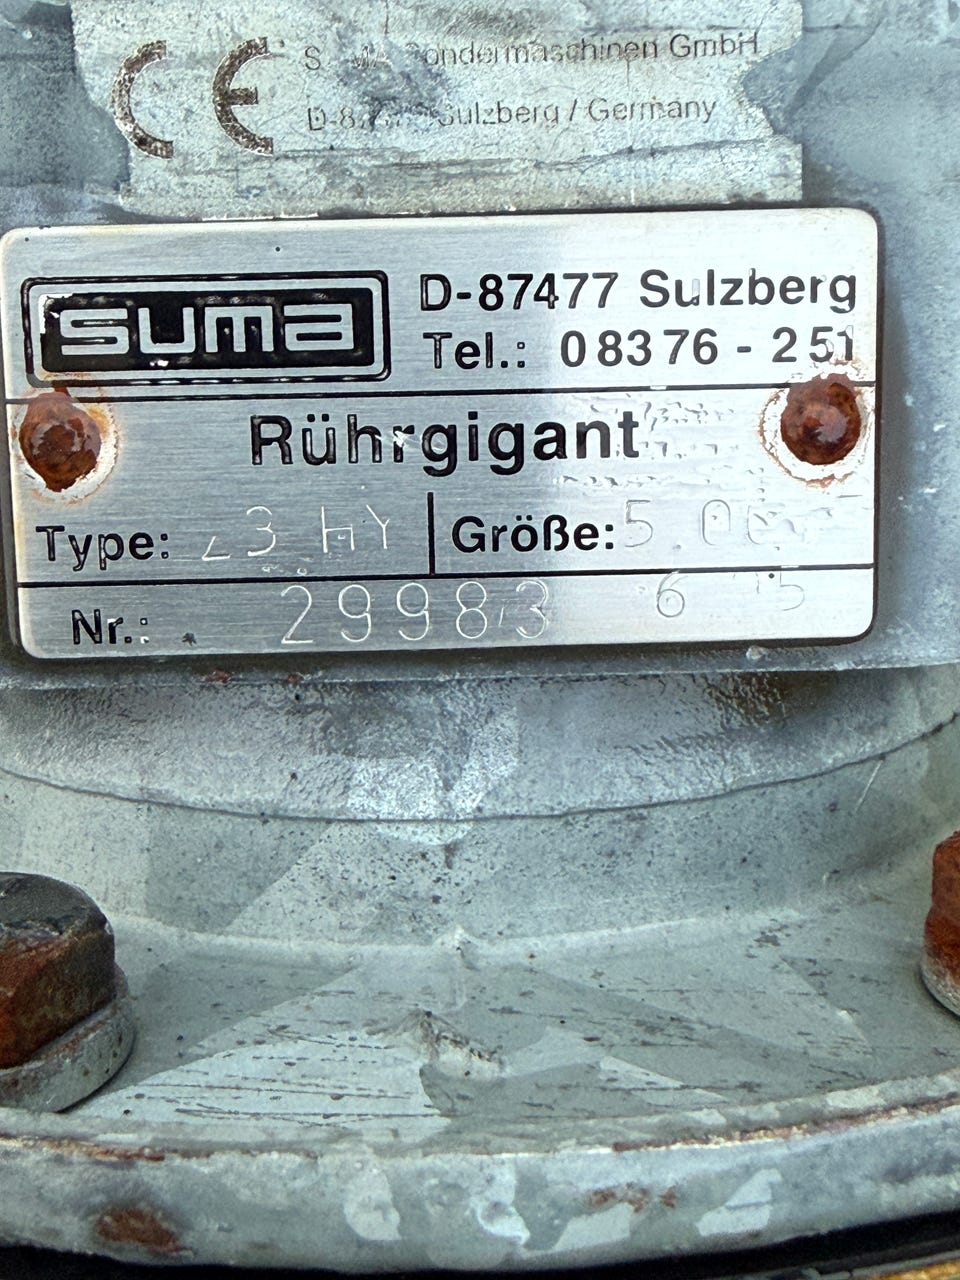 CE
Sondermaschinen GmbH
Sulzberg / Germany
suma
D-87477 Sulzberg
Tel.: 08376 - 251
Rührgigant
Type: Z3 HY
Größe:
Nr.: 29983